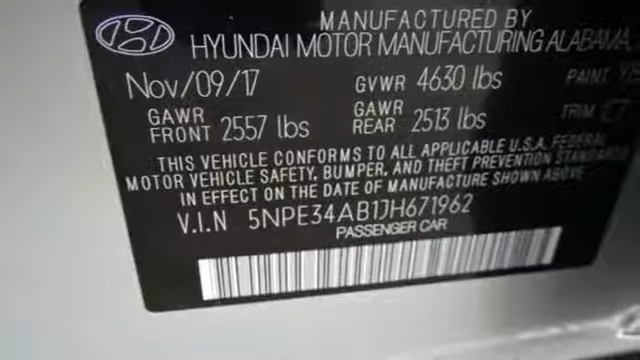 MANUFACTURED BY
HYUNDAI MOTOR MANUFACTURING ALABAMA
Nov/09/17 GVWR 4630 lbs PAINT
GAWR FRONT 2557 lbs GAWR REAR 2513 lbs TRIM
THIS VEHICLE CONFORMS TO ALL APPLICABLE U.S.A. FEDERAL
MOTOR VEHICLE SAFETY, BUMPER, AND THEFT PREVENTION STANDARDS
IN EFFECT ON THE DATE OF MANUFACTURE SHOWN ABOVE.
V.I.N 5NPE34AB1JH671962
PASSENGER CAR